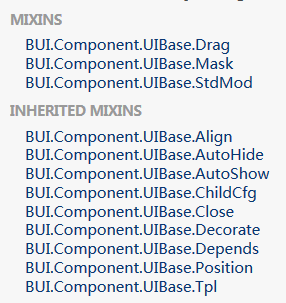 MIXINS
BUI.Component.UIBase.Drag
BUI.Component.UIBase.Mask
BUI.Component.UIBase.StdMod
INHERITED MIXINS
BUI.Component.UIBase.Align
BUI.Component.UIBase.AutoHide
BUI.Component.UIBase.AutoShow
BUI.Component.UIBase.ChildCfg
BUI.Component.UIBase.Close
BUI.Component.UIBase.Decorate
BUI.Component.UIBase.Depends
BUI.Component.UIBase.Position
BUI.Component.UIBase.Tpl